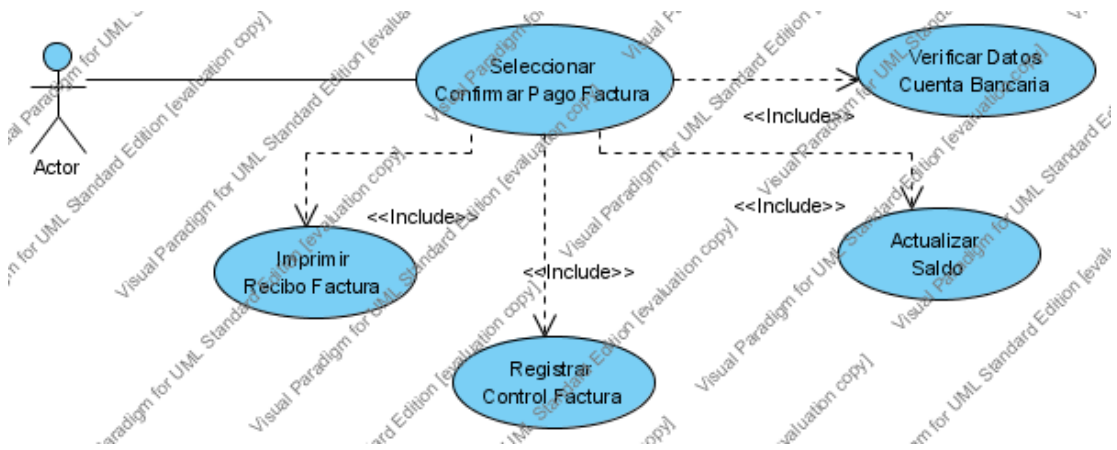 Seleccionar
Confirmar Pago Factura
Verificar Datos
Cuenta Bancaria
<<Include>>
Actor
<<Include>>
<<Include>>
Imprimir
Recibo Factura
Actualizar
Saldo
<<Include>>
Registrar
Control Factura
Visual Paradigm for UML Standard Edition [evaluation copy]